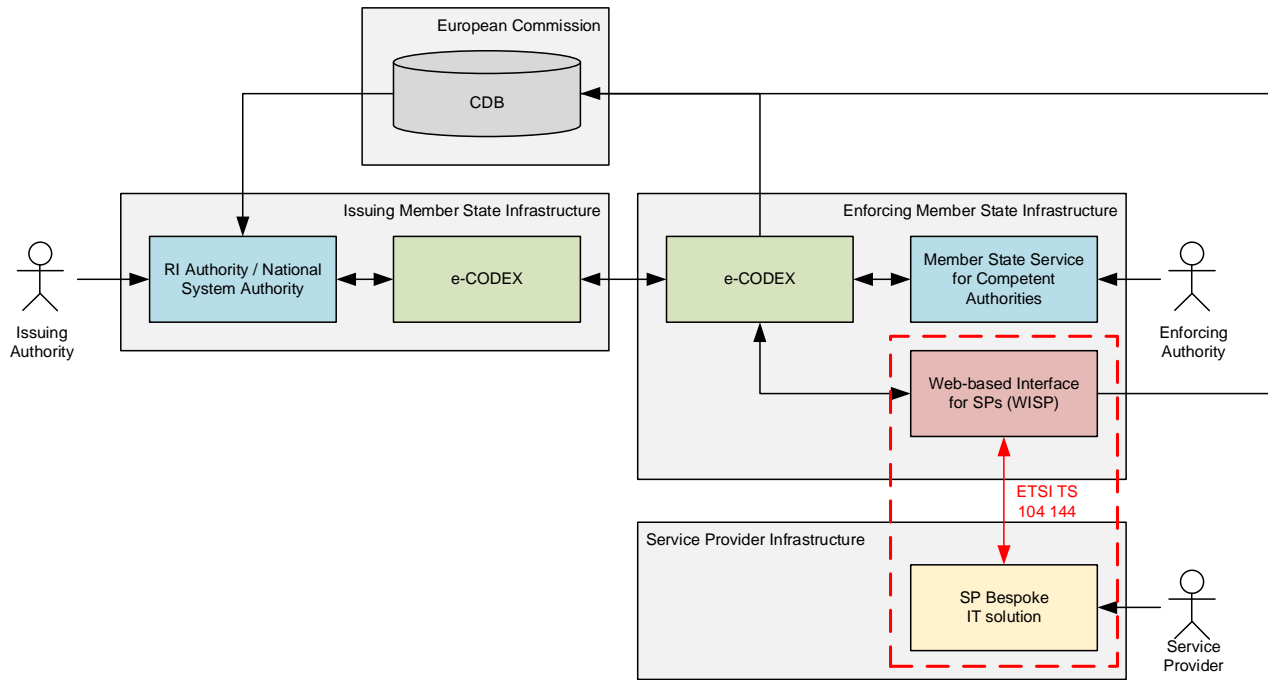 European Commission
CDB
Issuing Member State Infrastructure
Enforcing Member State Infrastructure
RI Authority / National
System Authority
e-CODEX
e-CODEX
Member State Service
for Competent
Authorities
Issuing
Authority
Enforcing
Authority
Web-based Interface
for SPs (WISP)
ETSI TS
104 144
Service Provider Infrastructure
SP Bespoke
IT solution
Service
Provider